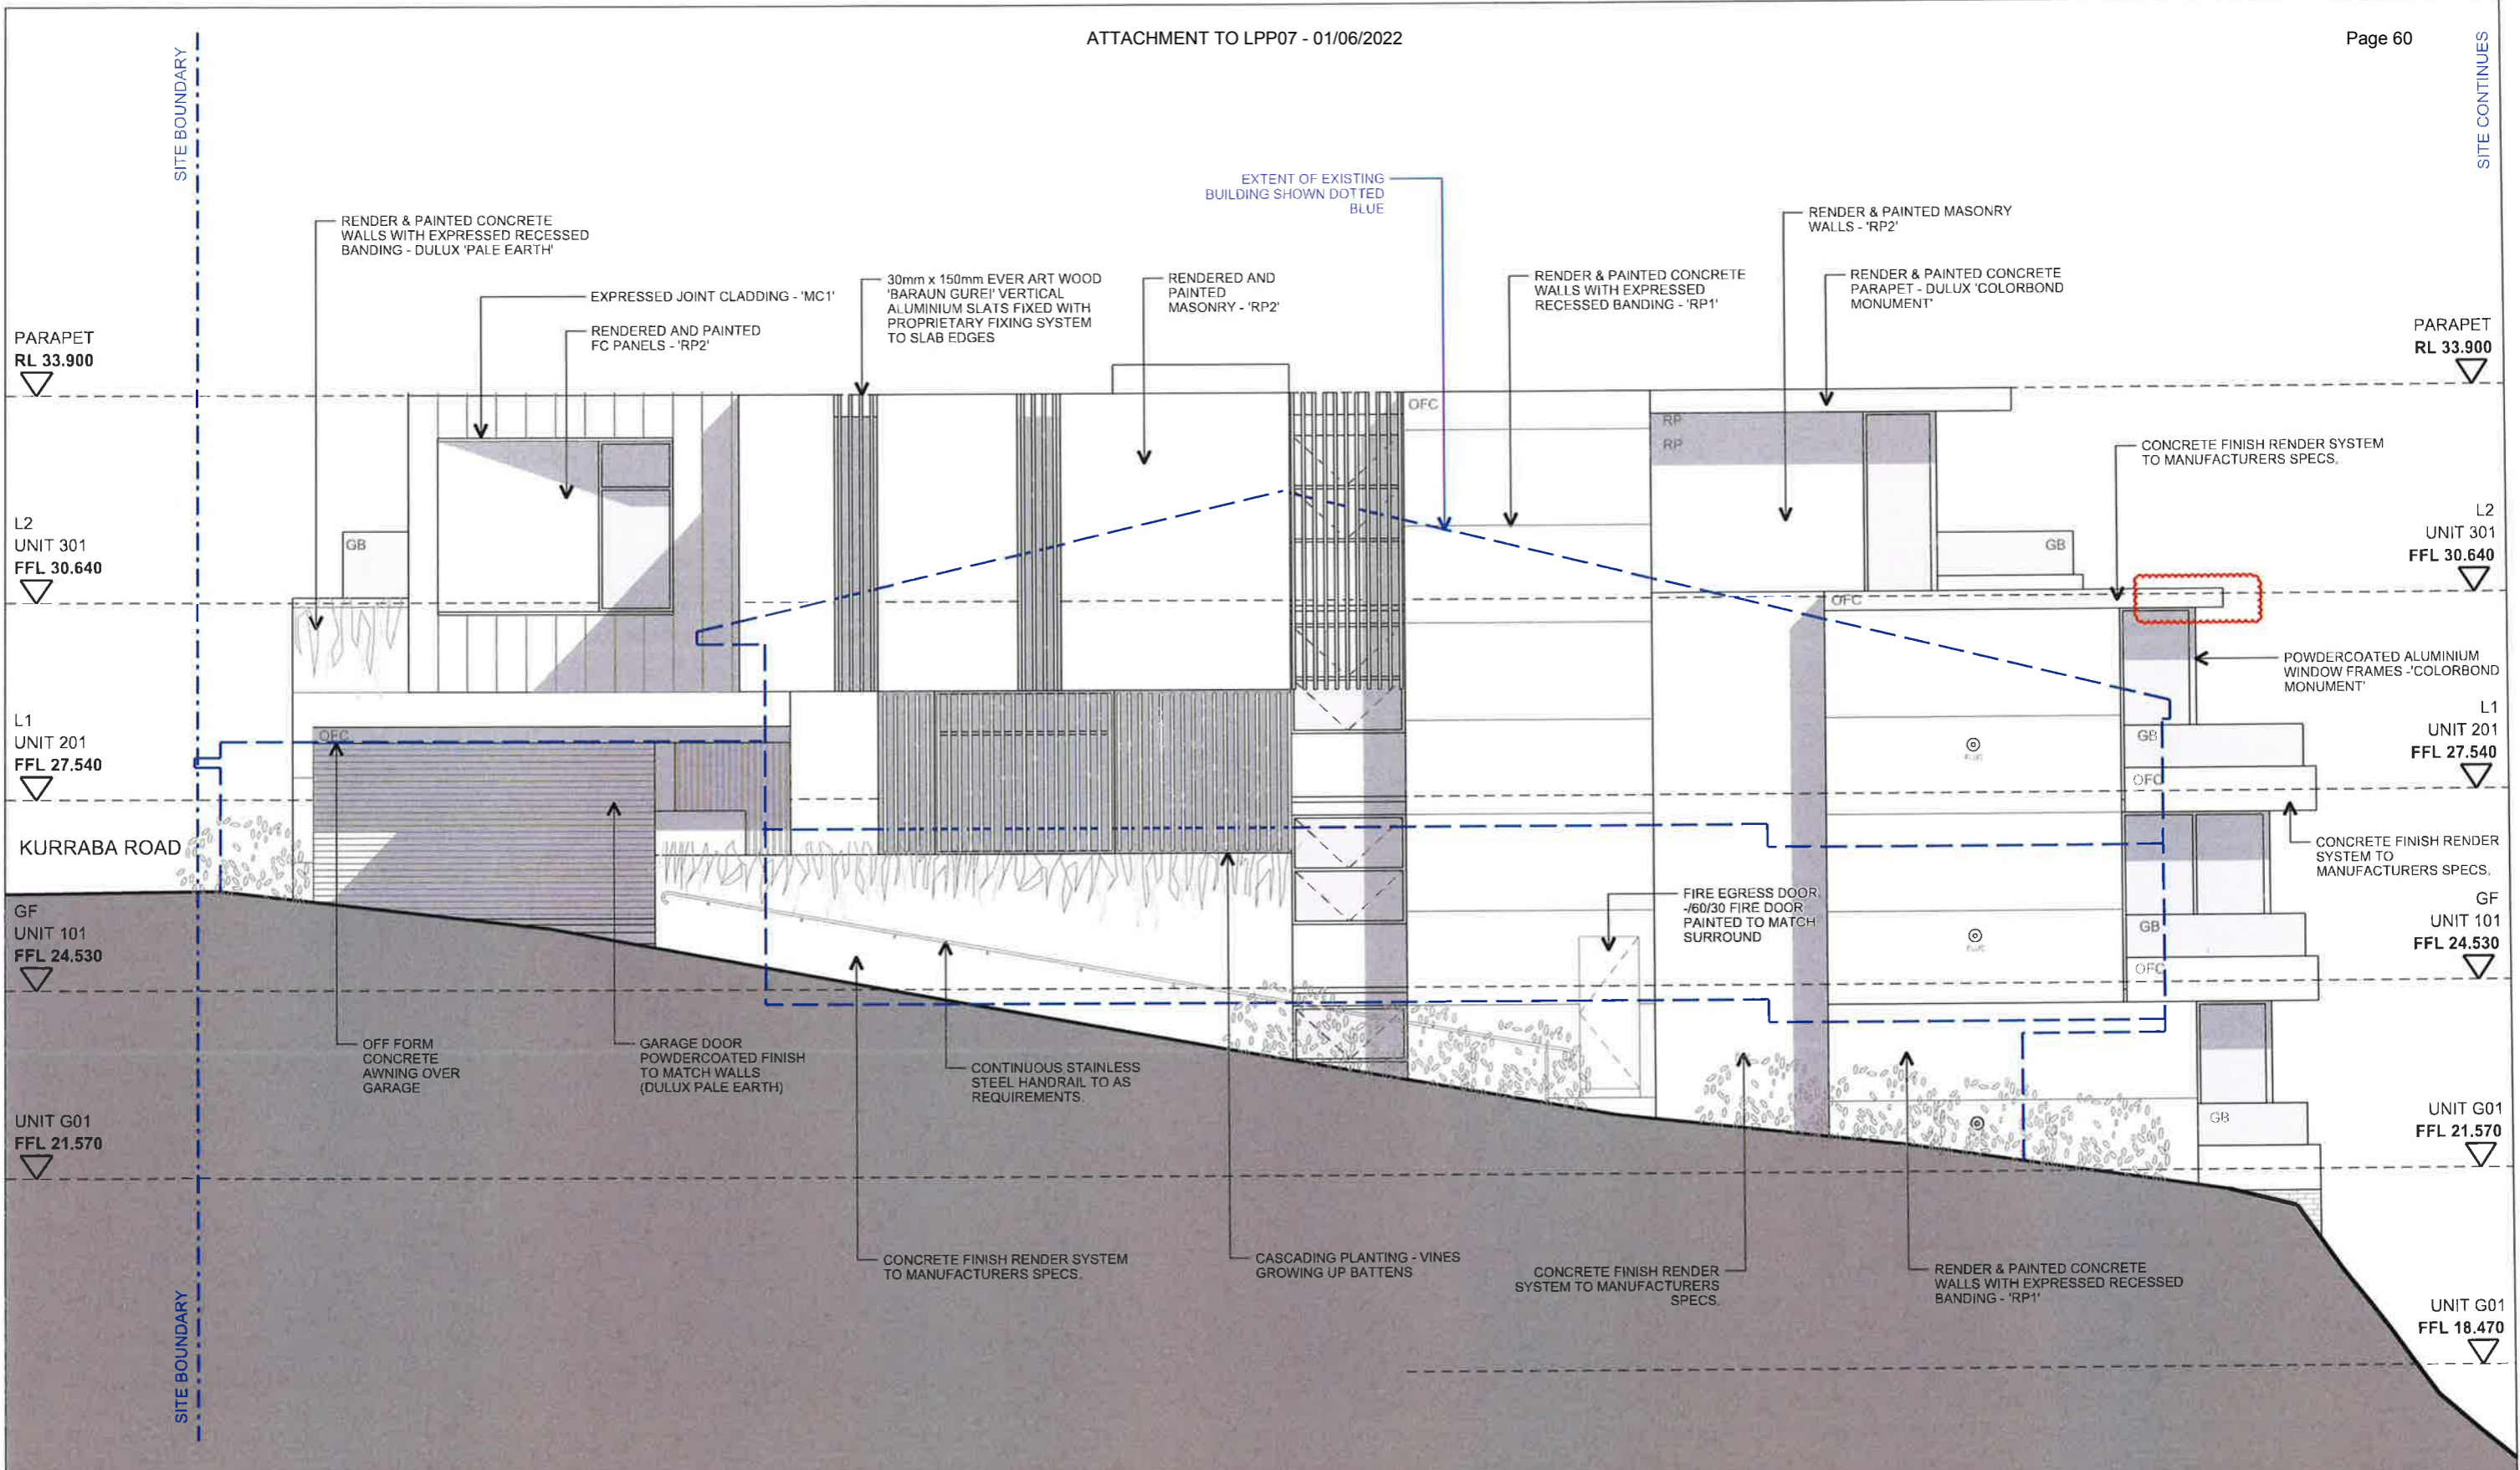 ATTACHMENT TO LPP07 - 01/06/2022
Page 60
SITE BOUNDARY
SITE CONTINUES
EXTENT OF EXISTING
BUILDING SHOWN DOTTED
BLUE
RENDER & PAINTED CONCRETE
WALLS WITH EXPRESSED RECESSED
BANDING - DULUX 'PALE EARTH'
EXPRESSED JOINT CLADDING - 'MC1'
RENDERED AND PAINTED
FC PANELS - 'RP2'
30mm x 150mm EVER ART WOOD
'BARAUN GUREI' VERTICAL
ALUMINIUM SLATS FIXED WITH
PROPRIETARY FIXING SYSTEM
TO SLAB EDGES
RENDERED AND
PAINTED
MASONRY - 'RP2'
RENDER & PAINTED CONCRETE
WALLS WITH EXPRESSED
RECESSED BANDING - 'RP1'
RENDER & PAINTED MASONRY
WALLS - 'RP2'
RENDER & PAINTED CONCRETE
PARAPET - DULUX 'COLORBOND
MONUMENT'
PARAPET
RL 33.900
PARAPET
RL 33.900
OFC
RP
RP
CONCRETE FINISH RENDER SYSTEM
TO MANUFACTURERS SPECS.
L2
UNIT 301
FFL 30.640
GB
GB
L2
UNIT 301
FFL 30.640
OFC
POWDERCOATED ALUMINIUM
WINDOW FRAMES -'COLORBOND
MONUMENT'
L1
UNIT 201
FFL 27.540
OFC
GB
OFC
L1
UNIT 201
FFL 27.540
KURRABA ROAD
CONCRETE FINISH RENDER
SYSTEM TO
MANUFACTURERS SPECS.
FIRE EGRESS DOOR
-/60/30 FIRE DOOR
PAINTED TO MATCH
SURROUND
GF
UNIT 101
FFL 24.530
GB
OFC
GF
UNIT 101
FFL 24.530
OFF FORM
CONCRETE
AWNING OVER
GARAGE
GARAGE DOOR
POWDERCOATED FINISH
TO MATCH WALLS
(DULUX PALE EARTH)
CONTINUOUS STAINLESS
STEEL HANDRAIL TO AS
REQUIREMENTS.
UNIT G01
FFL 21.570
GB
UNIT G01
FFL 21.570
CONCRETE FINISH RENDER SYSTEM
TO MANUFACTURERS SPECS.
CASCADING PLANTING - VINES
GROWING UP BATTENS
CONCRETE FINISH RENDER
SYSTEM TO MANUFACTURERS
SPECS.
RENDER & PAINTED CONCRETE
WALLS WITH EXPRESSED RECESSED
BANDING - 'RP1'
SITE BOUNDARY
UNIT G01
FFL 18.470